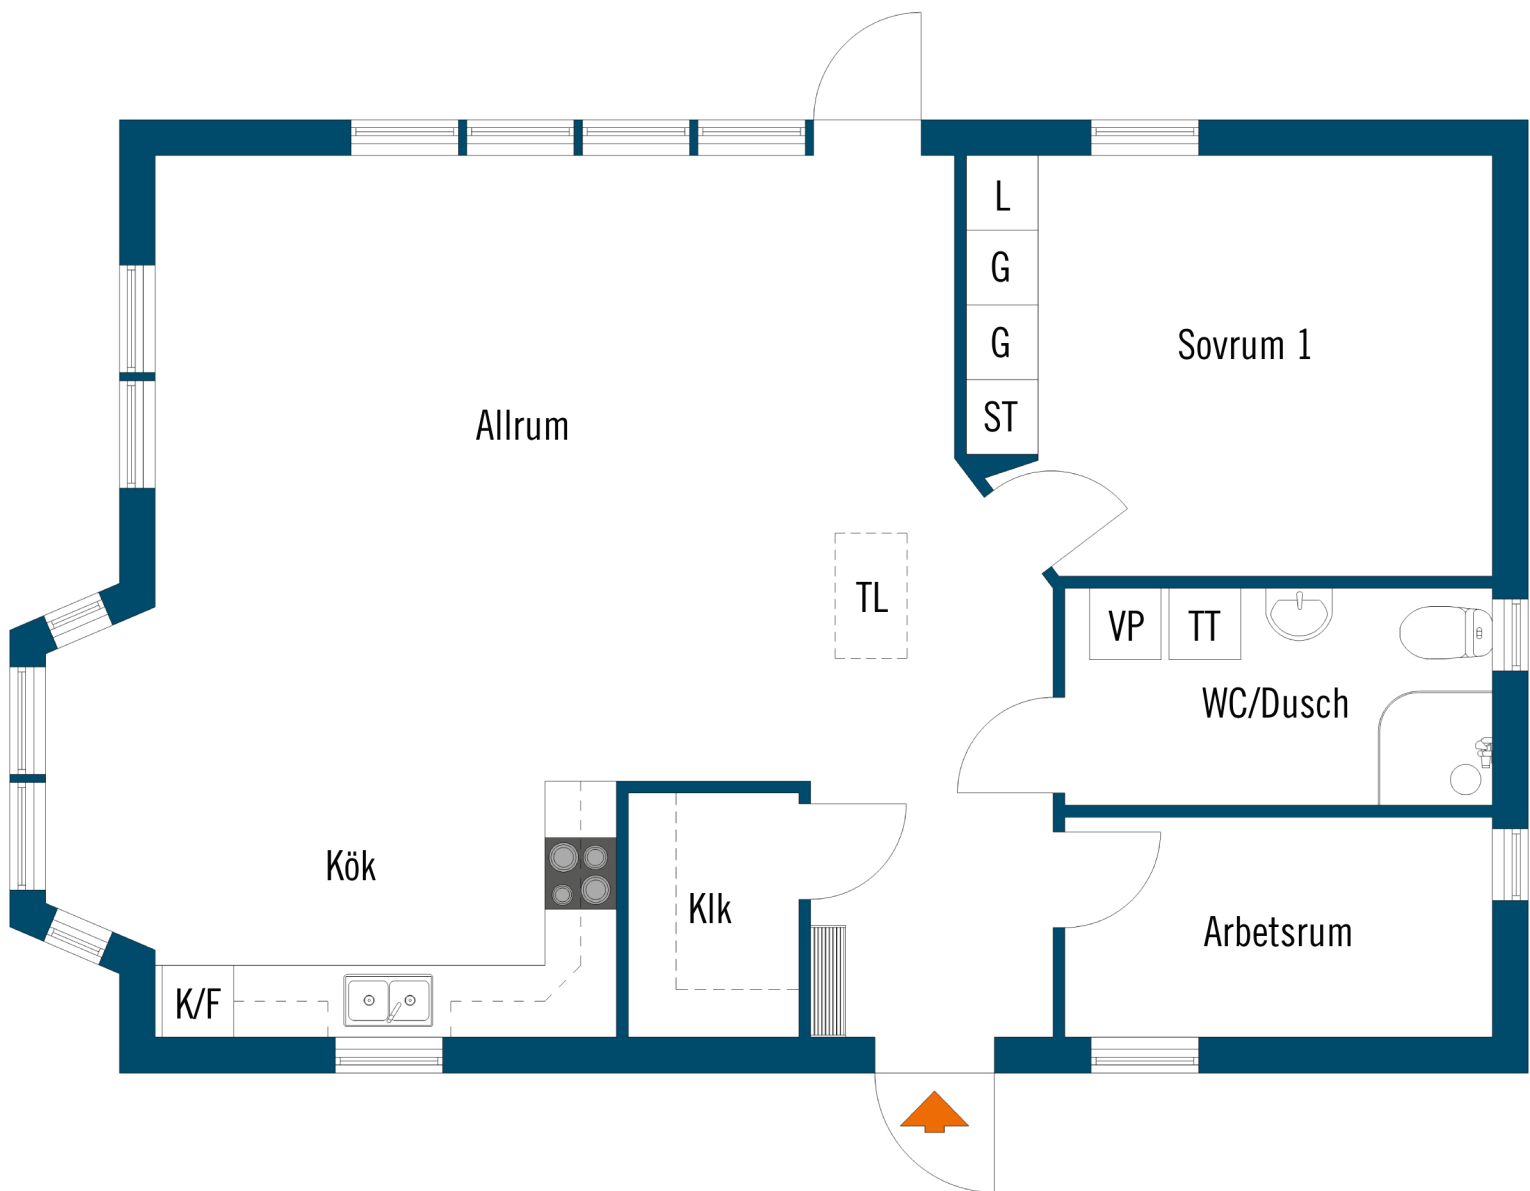 L
G
G
Sovrum 1
ST
Allrum
TL
VP
TT
WC/Dusch
Kök
Klk
Arbetsrum
K/F